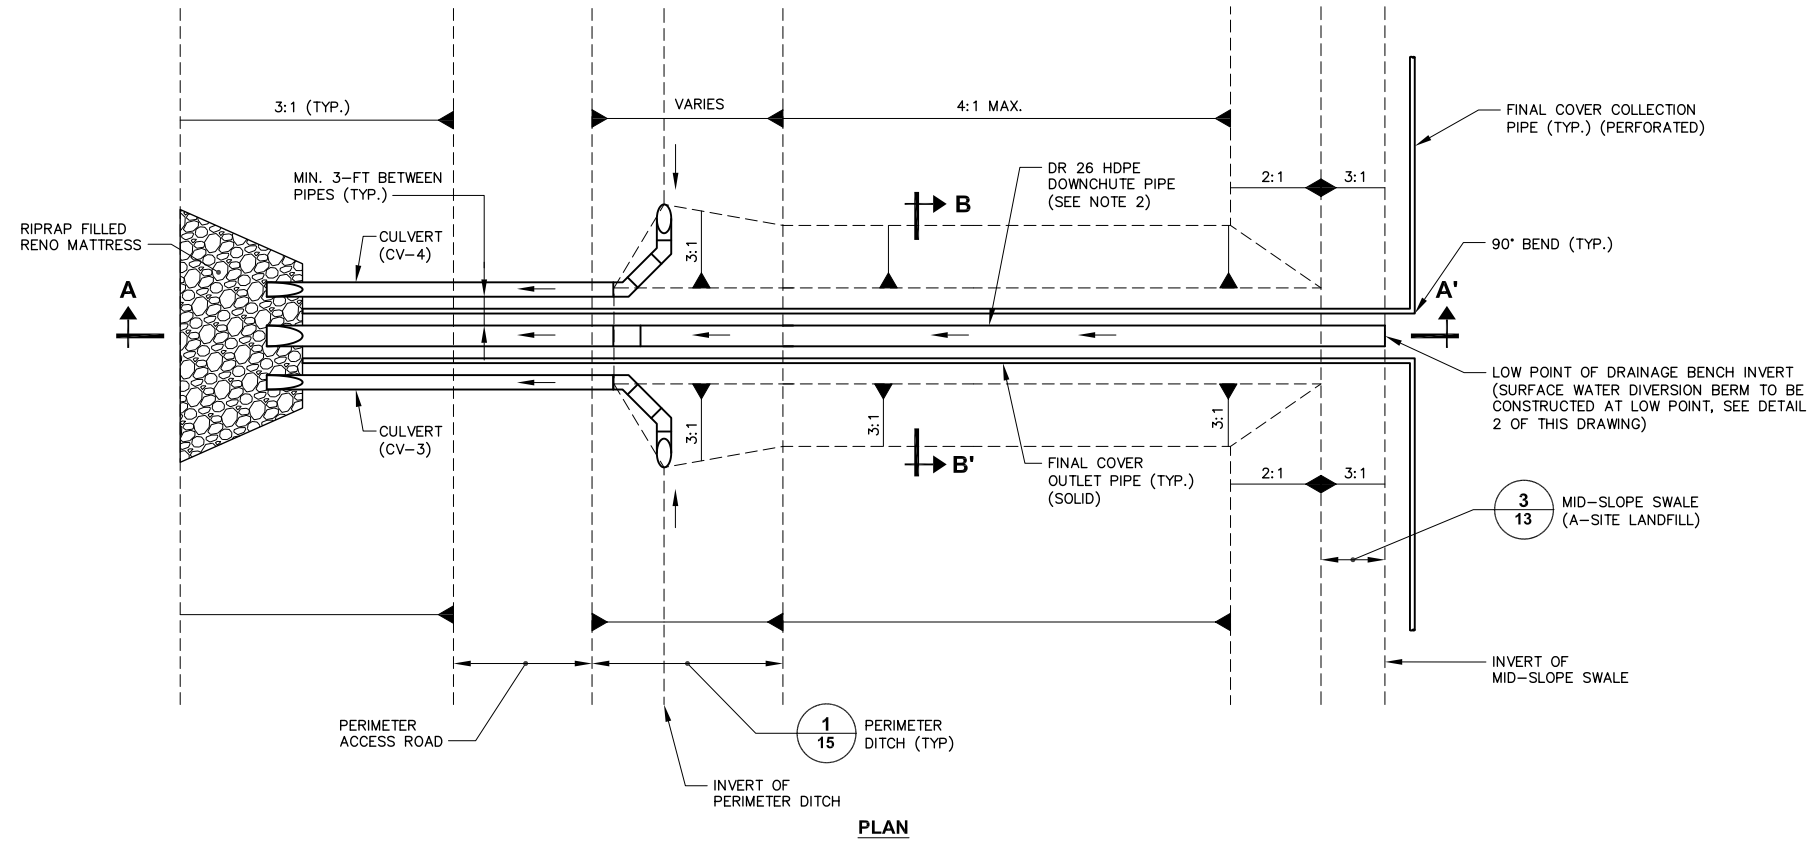 3:1 (TYP.)
VARIES
4:1 MAX.
FINAL COVER COLLECTION
PIPE (TYP.) (PERFORATED)
MIN. 3-FT BETWEEN
PIPES (TYP.)
DR 26 HDPE
DOWNCHUTE PIPE
(SEE NOTE 2)
2:1
3:1
B
RIPRAP FILLED
RENO MATTRESS
CULVERT
(CV-4)
3:1
90° BEND (TYP.)
A
A'
LOW POINT OF DRAINAGE BENCH INVERT
(SURFACE WATER DIVERSION BERM TO BE
CONSTRUCTED AT LOW POINT, SEE DETAIL
2 OF THIS DRAWING)
CULVERT
(CV-3)
3:1
3:1
3:1
B'
FINAL COVER
OUTLET PIPE (TYP.)
(SOLID)
2:1
3:1
3
13
MID-SLOPE SWALE
(A-SITE LANDFILL)
INVERT OF
MID-SLOPE SWALE
PERIMETER
ACCESS ROAD
1
15
PERIMETER
DITCH (TYP)
INVERT OF
PERIMETER DITCH
PLAN